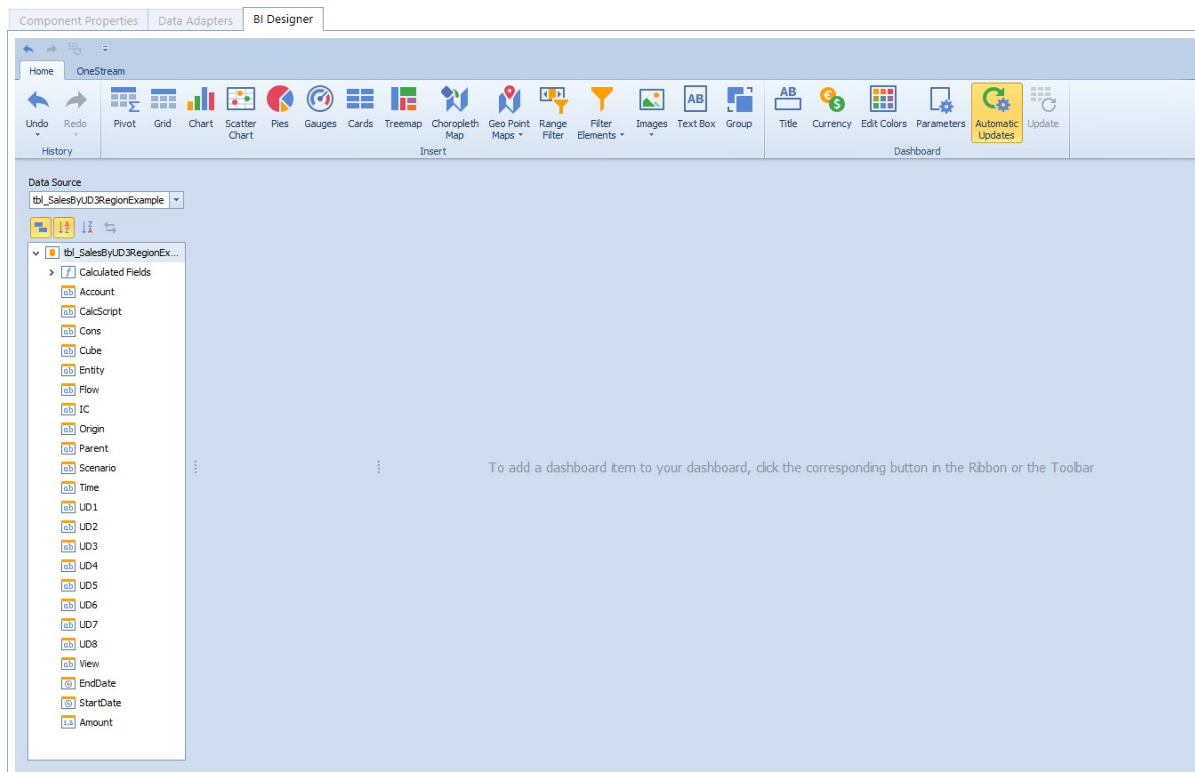 Component Properties Data Adapters BI Designer
Home OneStream
Undo Redo Pivot Grid Chart Scatter Chart Pies Gauges Cards Treemap Choropleth Map Geo Point Maps Range Filter Filter Elements Images Text Box Group Title Currency Edit Colors Parameters Automatic Updates Update
History Insert Dashboard
Data Source
tbl_SalesByUD3RegionExample
tbl_SalesByUD3RegionEx...
Calculated Fields
Account
CalcScript
Cons
Cube
Entity
Flow
IC
Origin
Parent
Scenario
To add a dashboard item to your dashboard, click the corresponding button in the Ribbon or the Toolbar
Time
UD1
UD2
UD3
UD4
UD5
UD6
UD7
UD8
View
EndDate
StartDate
Amount